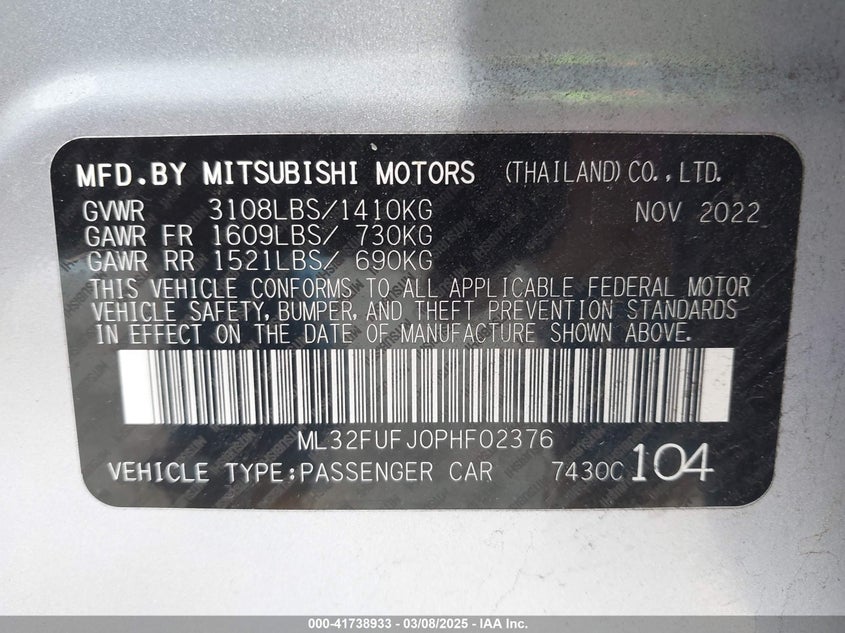 MFD.BY MITSUBISHI MOTORS (THAILAND) CO., LTD.
GVWR 3108LBS/1410KG NOV 2022
GAWR FR 1609LBS/ 730KG
GAWR RR 1521LBS/ 690KG
THIS VEHICLE CONFORMS TO ALL APPLICABLE FEDERAL MOTOR
VEHICLE SAFETY, BUMPER, AND THEFT PREVENTION STANDARDS
IN EFFECT ON THE DATE OF MANUFACTURE SHOWN ABOVE.
ML32FUFJ0PHF02376
VEHICLE TYPE:PASSENGER CAR 7430C 104
000-41738933 - 03/08/2025 - IAA Inc.